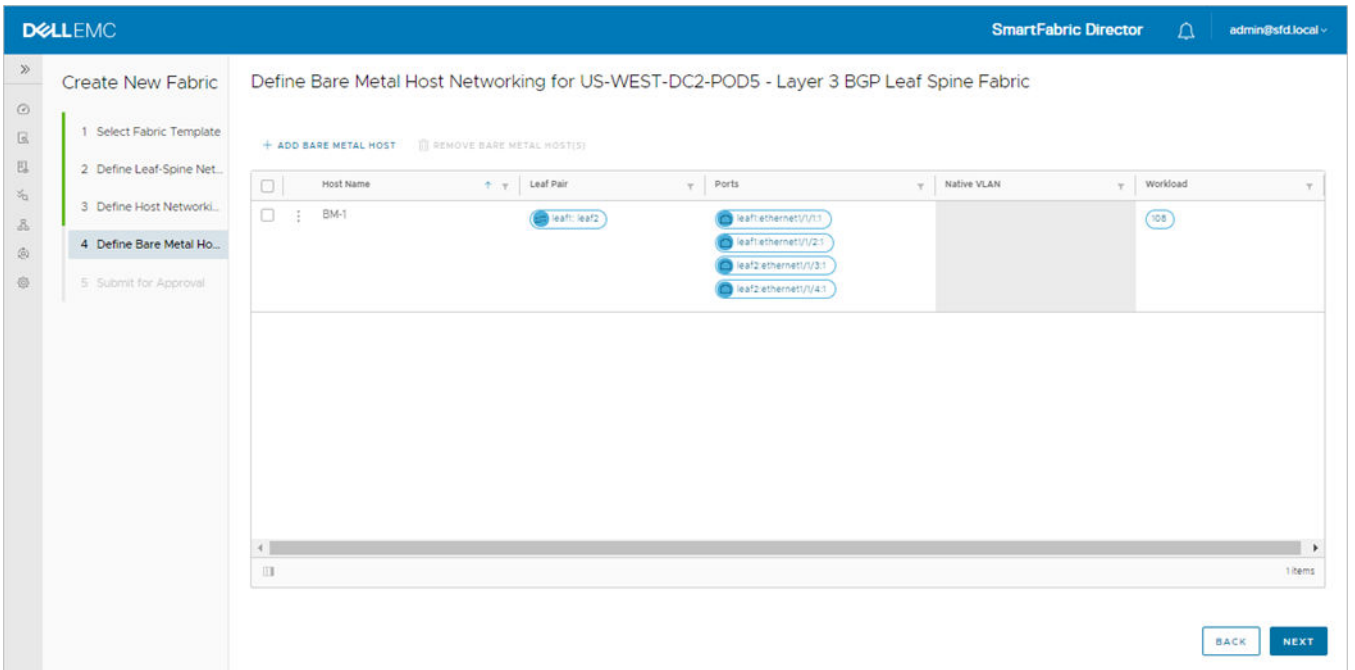 DELLEMC
SmartFabric Director
admin@sfd.local
Create New Fabric
1 Select Fabric Template
2 Define Leaf-Spine Net...
3 Define Host Networki...
4 Define Bare Metal Ho...
5 Submit for Approval
Define Bare Metal Host Networking for US-WEST-DC2-POD5 - Layer 3 BGP Leaf Spine Fabric
+ ADD BARE METAL HOST REMOVE BARE METAL HOST(S)
Host Name Leaf Pair Ports Native VLAN Workload
BM-1 leaf1: leaf2 leaf1:ethernet1/1/1:1 108
leaf1:ethernet1/1/2:1
leaf2:ethernet1/1/3:1
leaf2:ethernet1/1/4:1
1 items
BACK NEXT